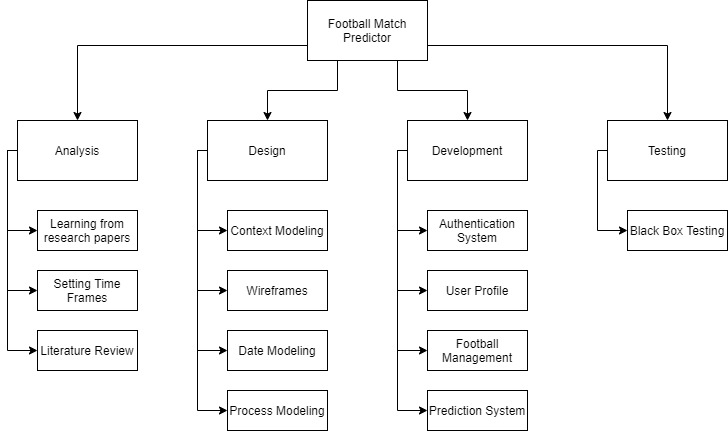 Football Match
Predictor
Analysis
Learning from
research papers
Setting Time
Frames
Literature Review
Design
Context Modeling
Wireframes
Date Modeling
Process Modeling
Development
Authentication
System
User Profile
Football
Management
Prediction System
Testing
Black Box Testing